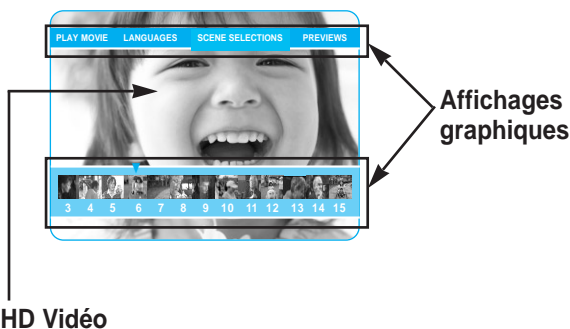 PLAY MOVIE LANGUAGES SCENE SELECTIONS PREVIEWS
Affichages
graphiques
3 4 5 6 7 8 9 10 11 12 13 14 15
HD Vidéo